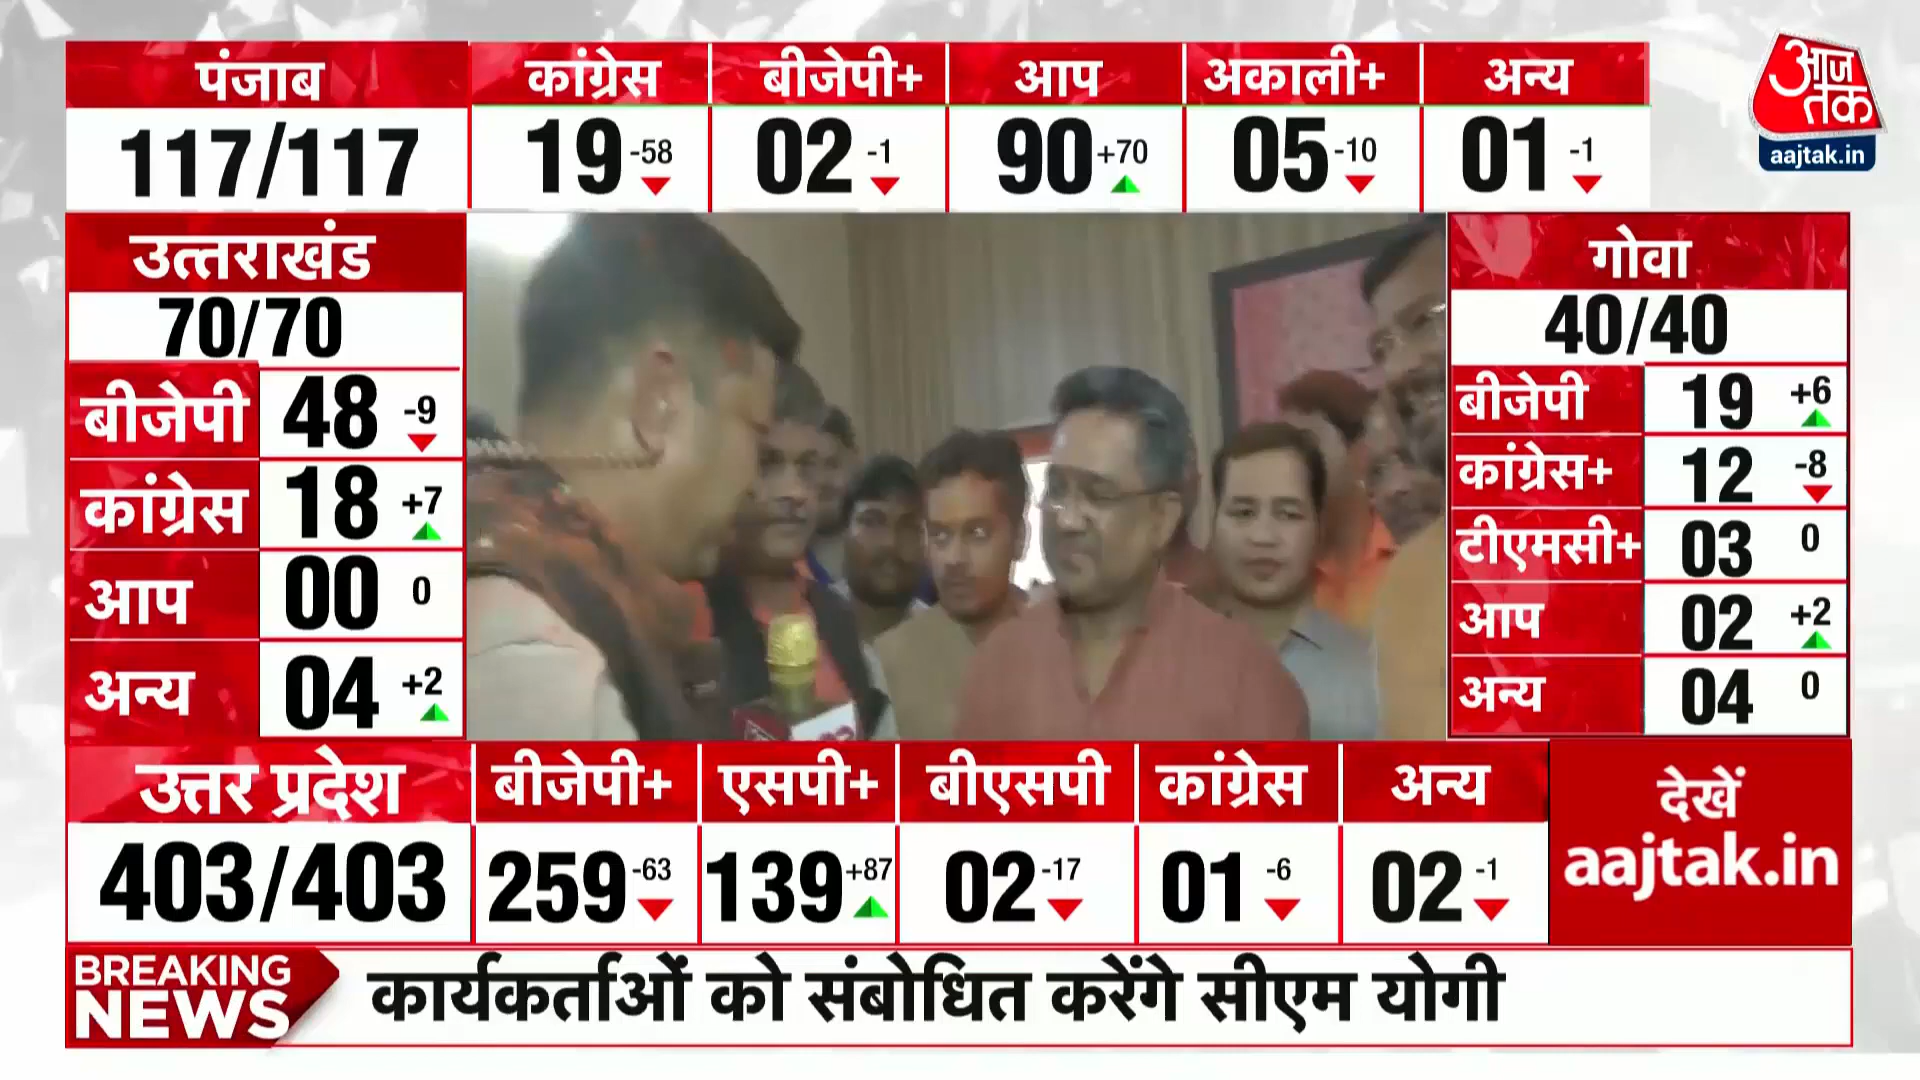 पंजाब
कांग्रेस
बीजेपी+
आप
अकाली+
अन्य
117/117
19 -58
02 -1
90 +70
05 -10
01 -1
आज
तक
aajtak.in
उत्तराखंड
70/70
बीजेपी 48 -9
कांग्रेस 18 +7
आप 00 0
अन्य 04 +2
गोवा
40/40
बीजेपी 19 +6
कांग्रेस+ 12 -8
टीएमसी+ 03 0
आप 02 +2
अन्य 04 0
उत्तर प्रदेश
बीजेपी+
एसपी+
बीएसपी
कांग्रेस
अन्य
403/403
259 -63
139 +87
02 -17
01 -6
02 -1
देखें
aajtak.in
BREAKING
NEWS
कार्यकर्ताओं को संबोधित करेंगे सीएम योगी